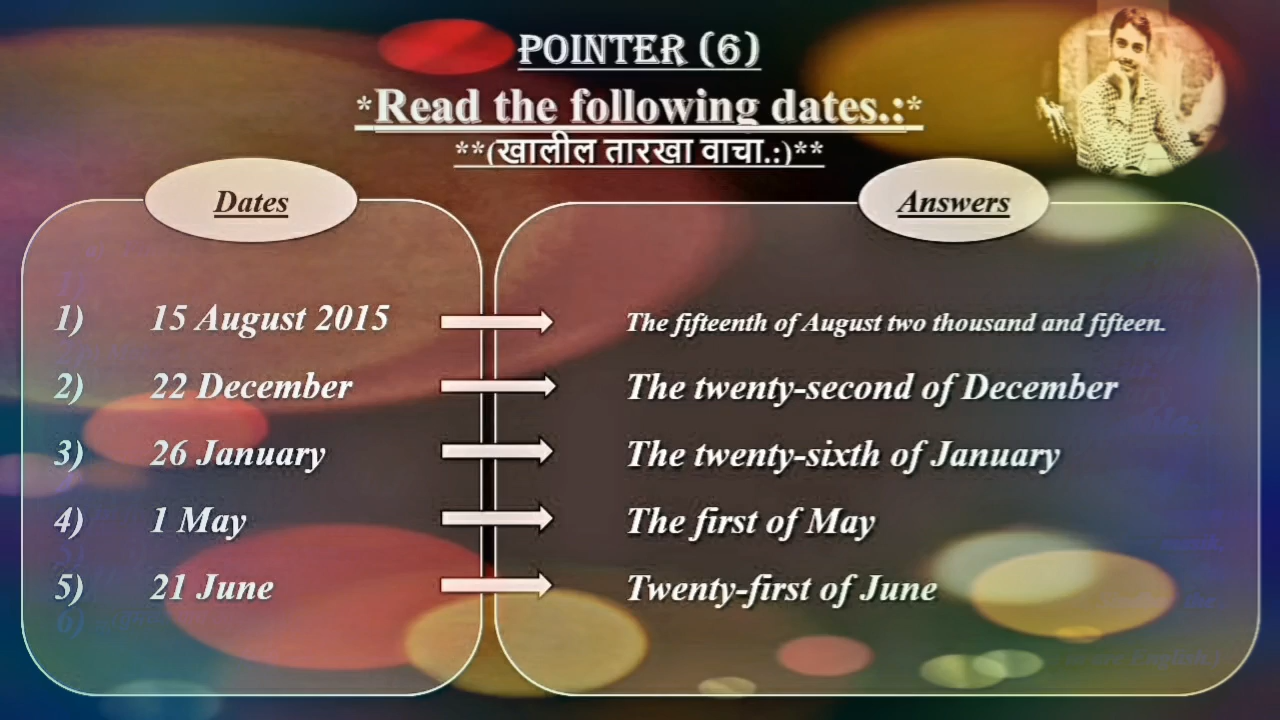 POINTER (6)
*Read the following dates.:*
**(खालील तारखा वाचा.:)**
Dates
Answers
1) 15 August 2015 The fifteenth of August two thousand and fifteen.
2) 22 December The twenty-second of December
3) 26 January The twenty-sixth of January
4) 1 May The first of May
5) 21 June Twenty-first of June
6)